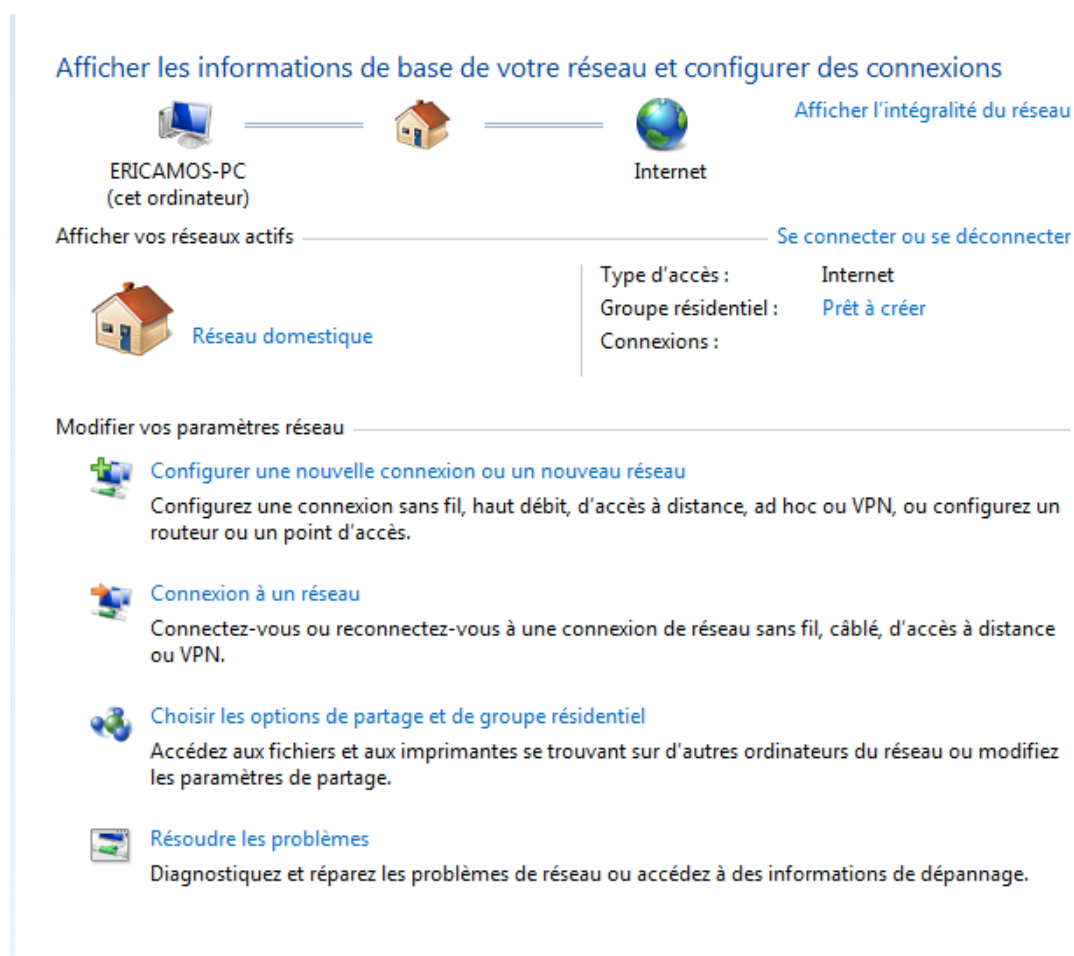 Afficher les informations de base de votre réseau et configurer des connexions
Afficher l'intégralité du réseau
ERICAMOS-PC
(cet ordinateur)
Internet
Afficher vos réseaux actifs
Se connecter ou se déconnecter
Réseau domestique
Type d'accès :
Internet
Groupe résidentiel :
Prêt à créer
Connexions :
Modifier vos paramètres réseau
Configurer une nouvelle connexion ou un nouveau réseau
Configurez une connexion sans fil, haut débit, d'accès à distance, ad hoc ou VPN, ou configurez un
routeur ou un point d'accès.
Connexion à un réseau
Connectez-vous ou reconnectez-vous à une connexion de réseau sans fil, câblé, d'accès à distance
ou VPN.
Choisir les options de partage et de groupe résidentiel
Accédez aux fichiers et aux imprimantes se trouvant sur d'autres ordinateurs du réseau ou modifiez
les paramètres de partage.
Résoudre les problèmes
Diagnostiquez et réparez les problèmes de réseau ou accédez à des informations de dépannage.